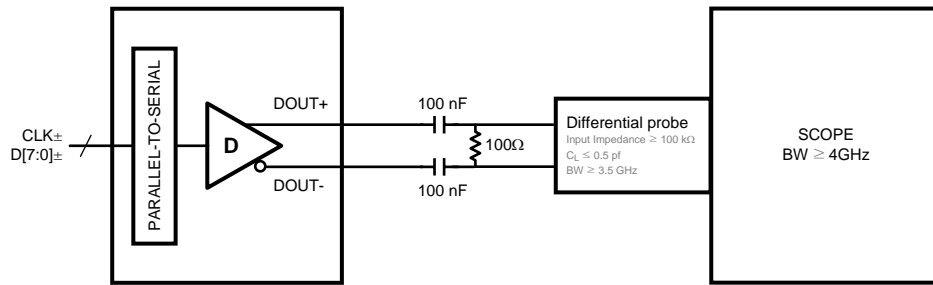 CLK±
D[7:0]±
PARALLEL-TO-SERIAL
D
DOUT+
DOUT-
100 nF
100Ω
100 nF
Differential probe
Input Impedance ≥ 100 kΩ
CL ≤ 0.5 pf
BW ≥ 3.5 GHz
SCOPE
BW ≥ 4GHz